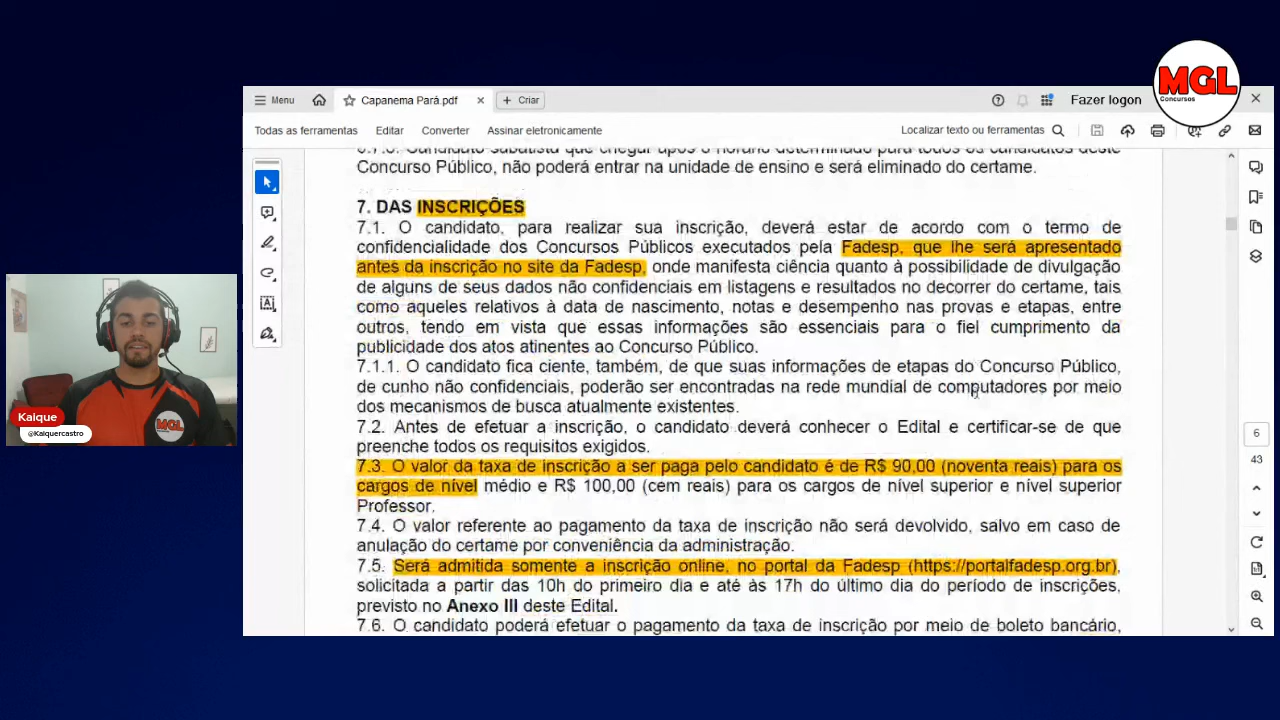 MGL
Concursos
Menu
Capanema Pará.pdf
Criar
Fazer logon
Todas as ferramentas
Editar
Converter
Assinar eletronicamente
Localizar texto ou ferramentas
Candidato sabatista que chegar após o horário determinado para todos os candidatos deste
Concurso Público, não poderá entrar na unidade de ensino e será eliminado do certame.
7. DAS INSCRIÇÕES
7.1. O candidato, para realizar sua inscrição, deverá estar de acordo com o termo de
confidencialidade dos Concursos Públicos executados pela Fadesp, que lhe será apresentado
antes da inscrição no site da Fadesp, onde manifesta ciência quanto à possibilidade de divulgação
de alguns de seus dados não confidenciais em listagens e resultados no decorrer do certame, tais
como aqueles relativos à data de nascimento, notas e desempenho nas provas e etapas, entre
outros, tendo em vista que essas informações são essenciais para o fiel cumprimento da
publicidade dos atos atinentes ao Concurso Público.
7.1.1. O candidato fica ciente, também, de que suas informações de etapas do Concurso Público,
de cunho não confidenciais, poderão ser encontradas na rede mundial de computadores por meio
dos mecanismos de busca atualmente existentes.
7.2. Antes de efetuar a inscrição, o candidato deverá conhecer o Edital e certificar-se de que
preenche todos os requisitos exigidos.
7.3. O valor da taxa de inscrição a ser paga pelo candidato é de R$ 90,00 (noventa reais) para os
cargos de nível médio e R$ 100,00 (cem reais) para os cargos de nível superior e nível superior
Professor.
7.4. O valor referente ao pagamento da taxa de inscrição não será devolvido, salvo em caso de
anulação do certame por conveniência da administração.
7.5. Será admitida somente a inscrição online, no portal da Fadesp (https://portalfadesp.org.br),
solicitada a partir das 10h do primeiro dia e até às 17h do último dia do período de inscrições,
previsto no Anexo III deste Edital.
7.6. O candidato poderá efetuar o pagamento da taxa de inscrição por meio de boleto bancário,
6
43
Kaique
@Kaiquercastro
MGL